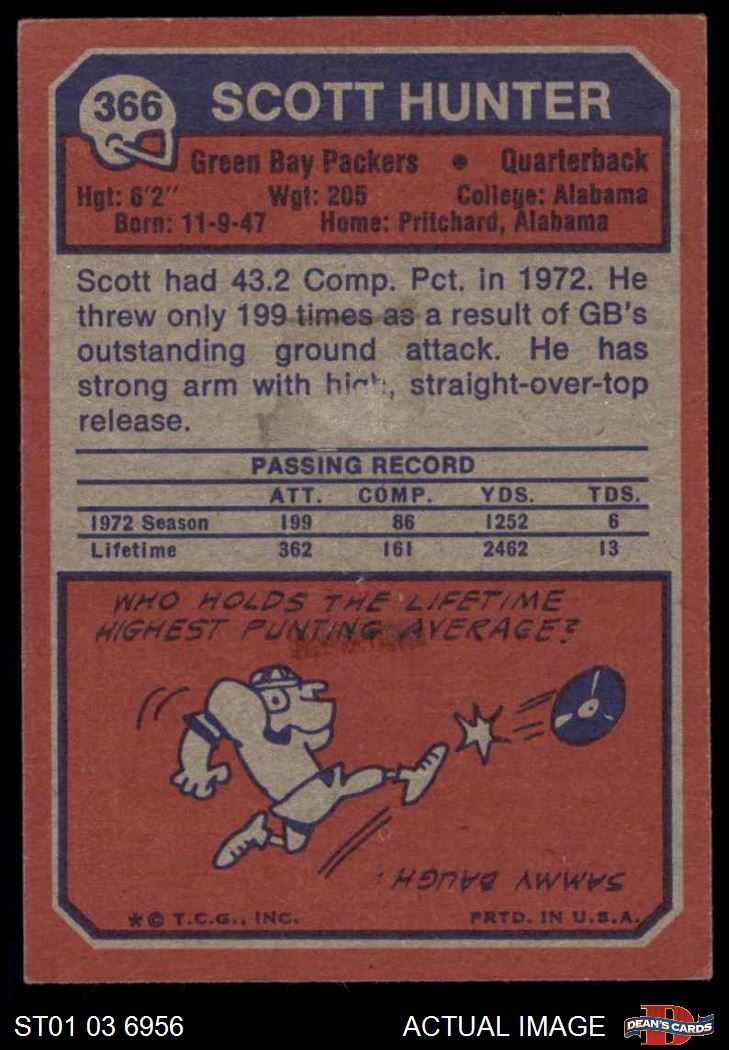 366 SCOTT HUNTER
Green Bay Packers • Quarterback
Hgt: 6'2" Wgt: 205 College: Alabama
Born: 11-9-47 Home: Pritchard, Alabama
Scott had 43.2 Comp. Pct. in 1972. He
threw only 199 times as a result of GB's
outstanding ground attack. He has
strong arm with high, straight-over-top
release.
PASSING RECORD
ATT. COMP. YDS. TDS.
1972 Season 199 86 1252 6
Lifetime 362 161 2462 13
WHO HOLDS THE LIFETIME
HIGHEST PUNTING AVERAGE?
SAMMY BAUGH.
*© T.C.G., INC. PRTD. IN U.S.A.
ST01 03 6956 ACTUAL IMAGE DEAN'S CARDS